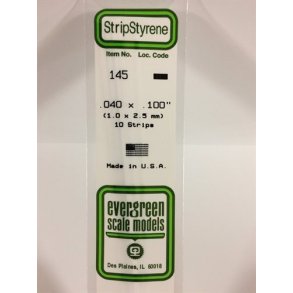 StripStyrene
Item No. Loc. Code
145
.040 x .100"
(1.0 x 2.5 mm)
10 Strips
Made in U.S.A.
evergreen
scale models
Des Plaines, IL 60018